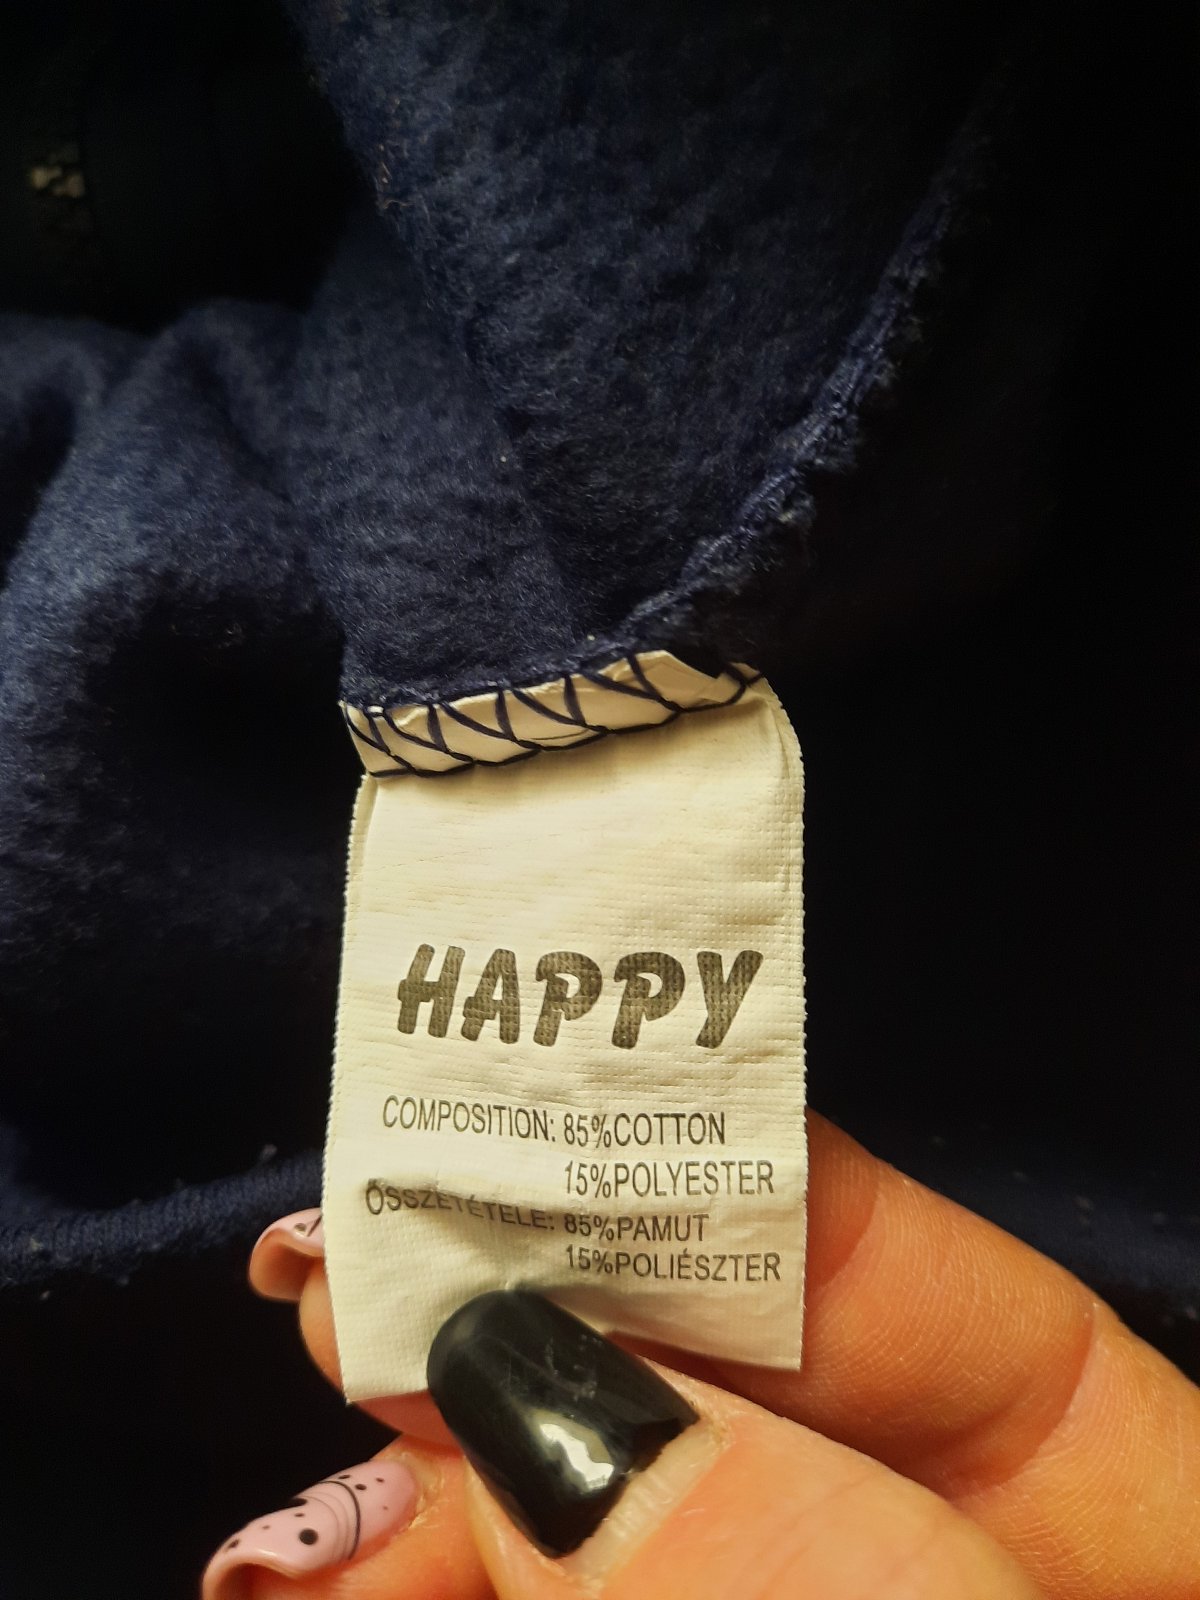 HAPPY
COMPOSITION: 85%COTTON
15%POLYESTER
ÖSSZETÉTELE: 85%PAMUT
15%POLIÉSZTER